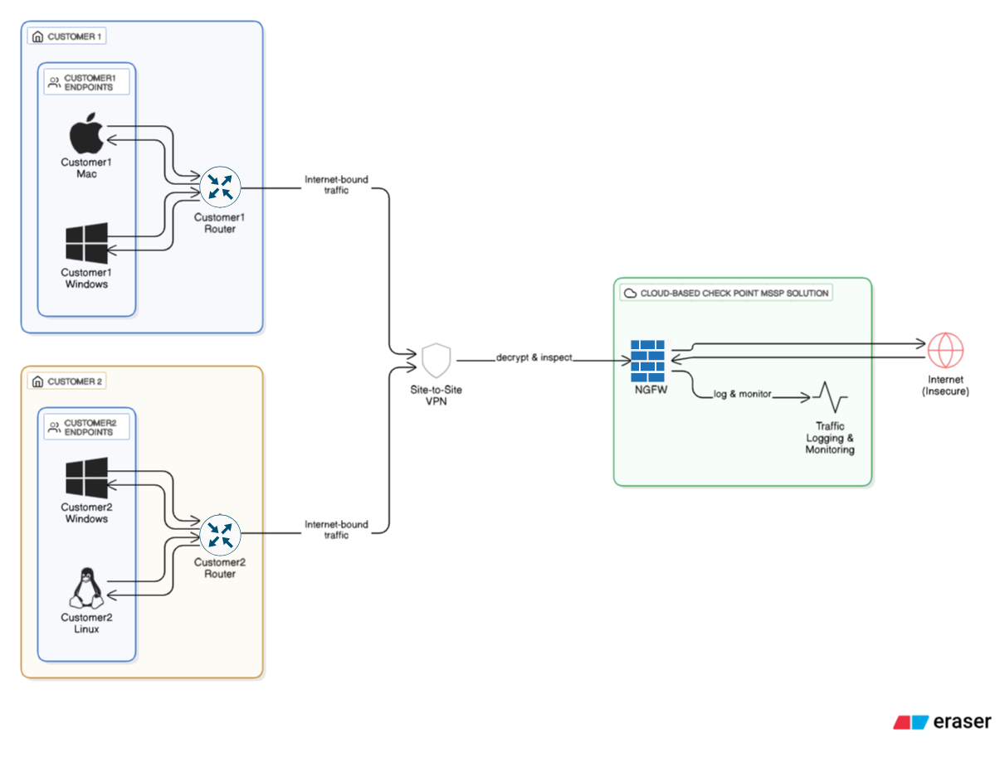 CUSTOMER 1
CUSTOMER1
ENDPOINTS
Customer1
Mac
Customer1
Windows
Customer1
Router
Internet-bound
traffic
CUSTOMER 2
CUSTOMER2
ENDPOINTS
Customer2
Windows
Customer2
Linux
Customer2
Router
Internet-bound
traffic
Site-to-Site
VPN
decrypt & inspect
CLOUD-BASED CHECK POINT MSSP SOLUTION
NGFW
log & monitor
Traffic
Logging &
Monitoring
Internet
(Insecure)
eraser